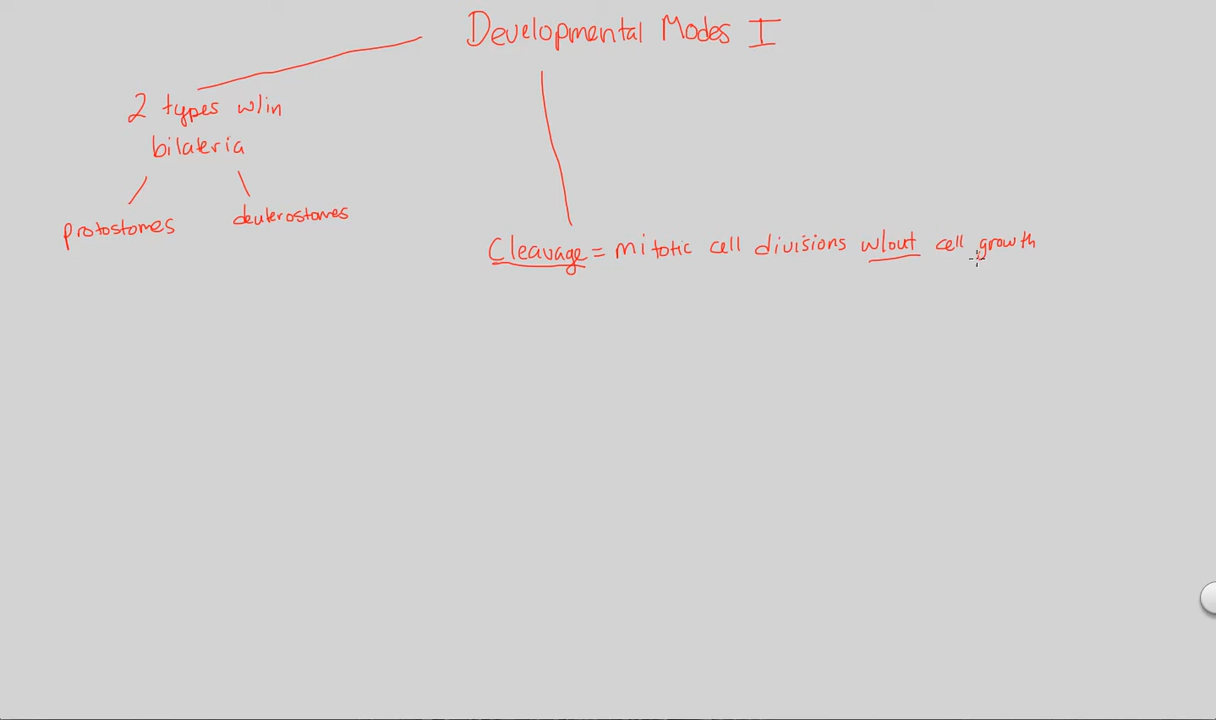 Developmental Modes I
2 types w/in
bilateria
protostomes
deuterostomes
Cleavage = mitotic cell divisions w/out cell growth